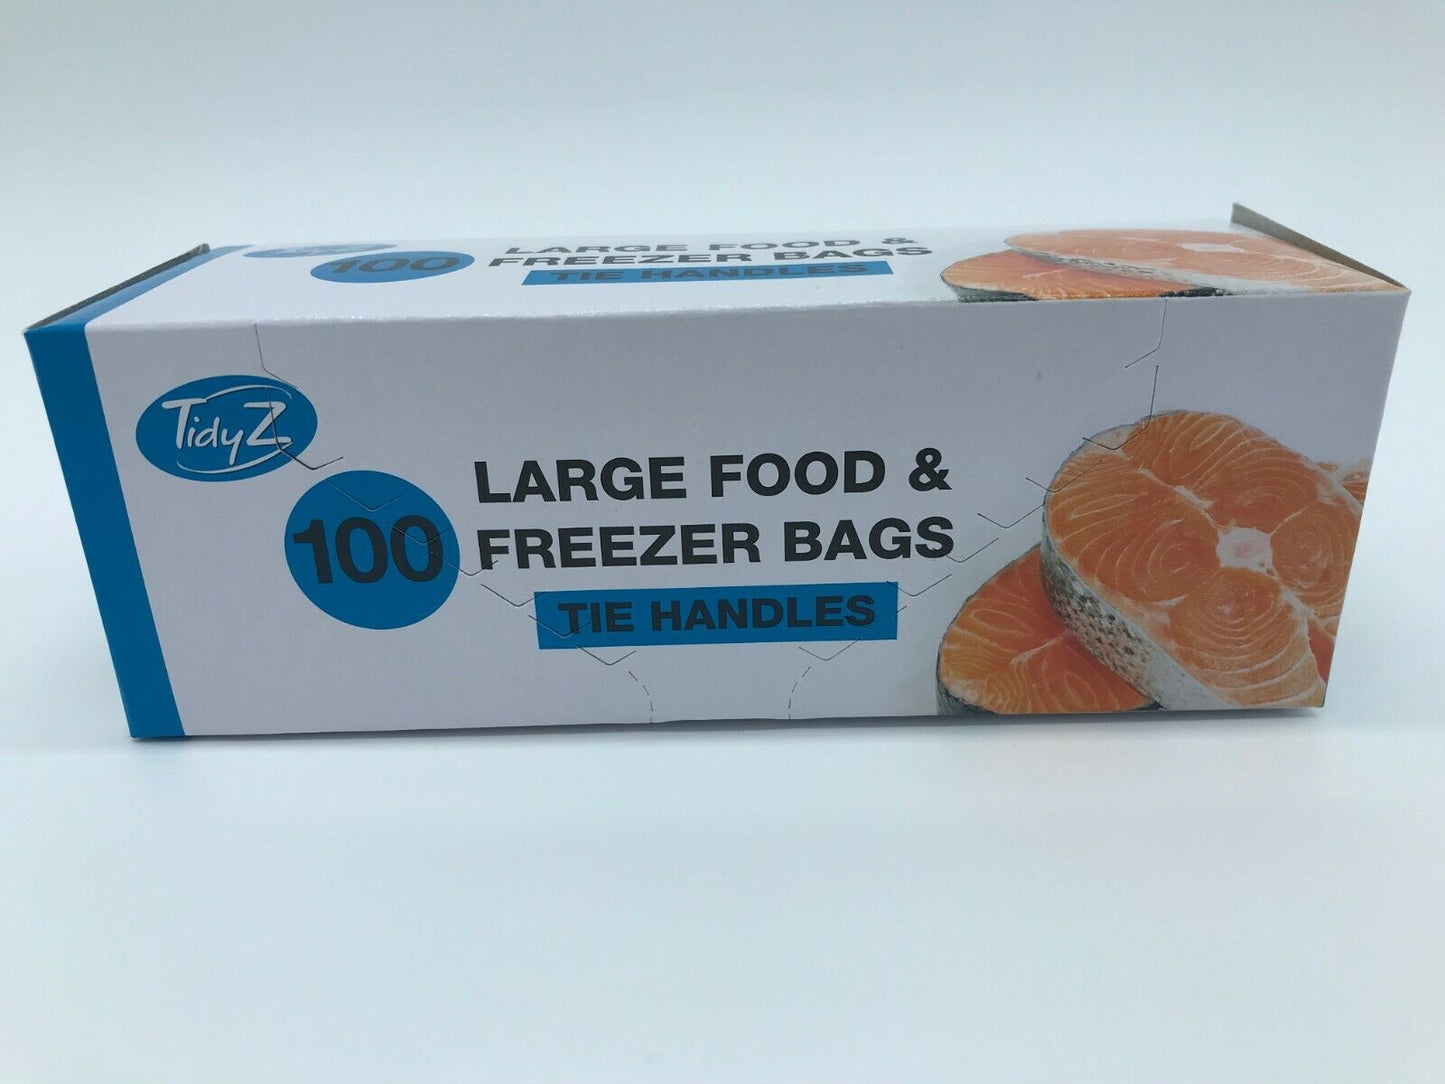 100
LARGE FOOD &
FREEZER BAGS
TIE HANDLES
TidyZ
100
LARGE FOOD &
FREEZER BAGS
TIE HANDLES